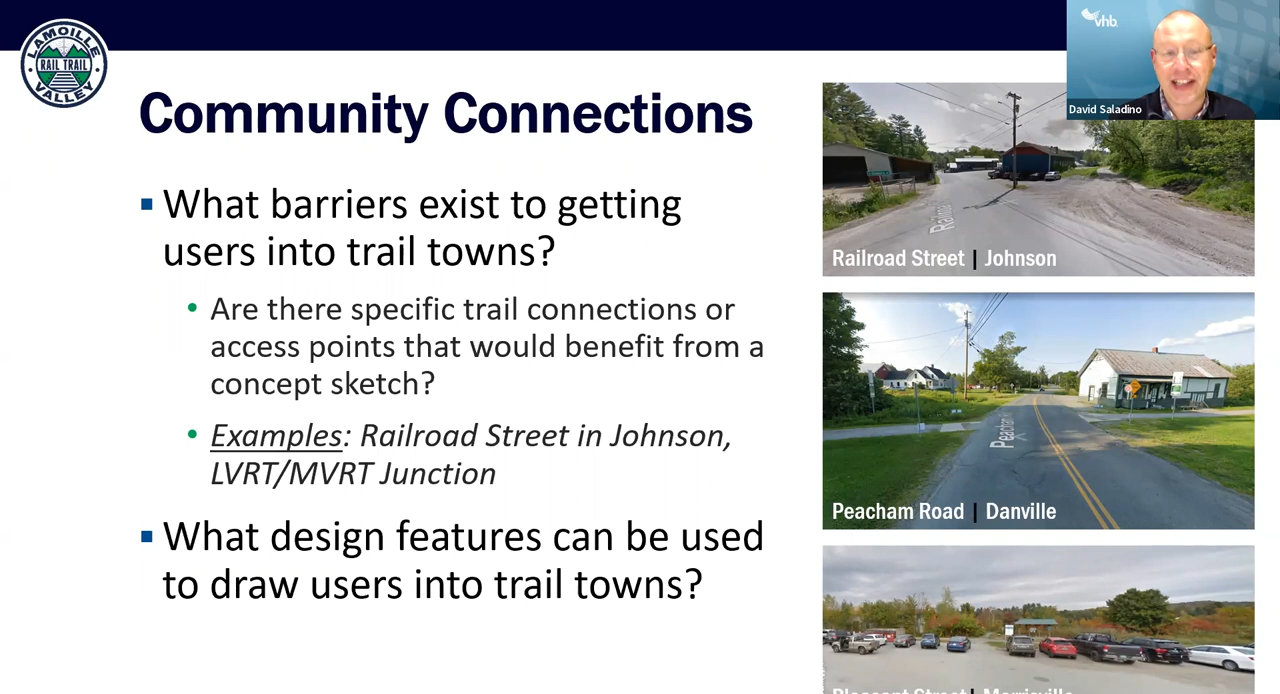 LAMOILLE
RAIL TRAIL
VALLEY
Community Connections
▪ What barriers exist to getting
users into trail towns?
• Are there specific trail connections or
access points that would benefit from a
concept sketch?
• Examples: Railroad Street in Johnson,
LVRT/MVRT Junction
▪ What design features can be used
to draw users into trail towns?
vhb
David Saladino
Railroad Street | Johnson
Peacham Road | Danville
Pleasant Street | Morrisville